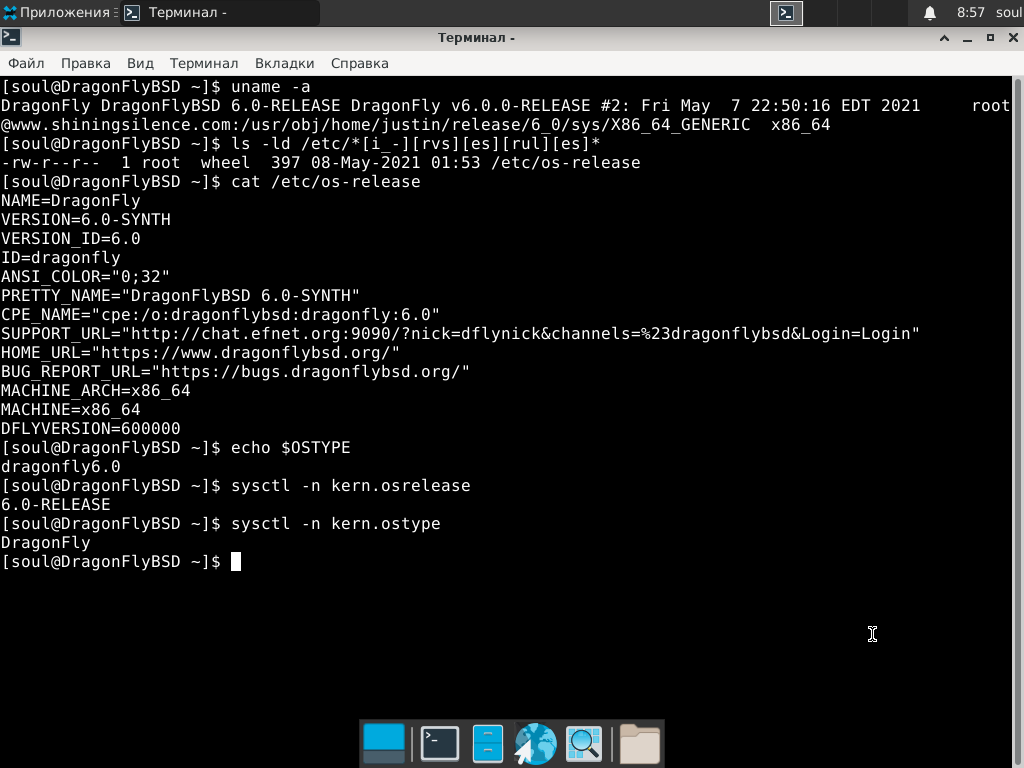 Приложения Терминал - 8:57 soul
Терминал -
Файл Правка Вид Терминал Вкладки Справка
[soul@DragonFlyBSD ~]$ uname -a
DragonFly DragonFlyBSD 6.0-RELEASE DragonFly v6.0.0-RELEASE #2: Fri May  7 22:50:16 EDT 2021     root
@www.shiningsilence.com:/usr/obj/home/justin/release/6_0/sys/X86_64_GENERIC  x86_64
[soul@DragonFlyBSD ~]$ ls -ld /etc/*[i_-][rvs][es][rul][es]*
-rw-r--r--  1 root  wheel  397 08-May-2021 01:53 /etc/os-release
[soul@DragonFlyBSD ~]$ cat /etc/os-release
NAME=DragonFly
VERSION=6.0-SYNTH
VERSION_ID=6.0
ID=dragonfly
ANSI_COLOR="0;32"
PRETTY_NAME="DragonFlyBSD 6.0-SYNTH"
CPE_NAME="cpe:/o:dragonflybsd:dragonfly:6.0"
SUPPORT_URL="http://chat.efnet.org:9090/?nick=dflynick&channels=%23dragonflybsd&Login=Login"
HOME_URL="https://www.dragonflybsd.org/"
BUG_REPORT_URL="https://bugs.dragonflybsd.org/"
MACHINE_ARCH=x86_64
MACHINE=x86_64
DFLYVERSION=600000
[soul@DragonFlyBSD ~]$ echo $OSTYPE
dragonfly6.0
[soul@DragonFlyBSD ~]$ sysctl -n kern.osrelease
6.0-RELEASE
[soul@DragonFlyBSD ~]$ sysctl -n kern.ostype
DragonFly
[soul@DragonFlyBSD ~]$